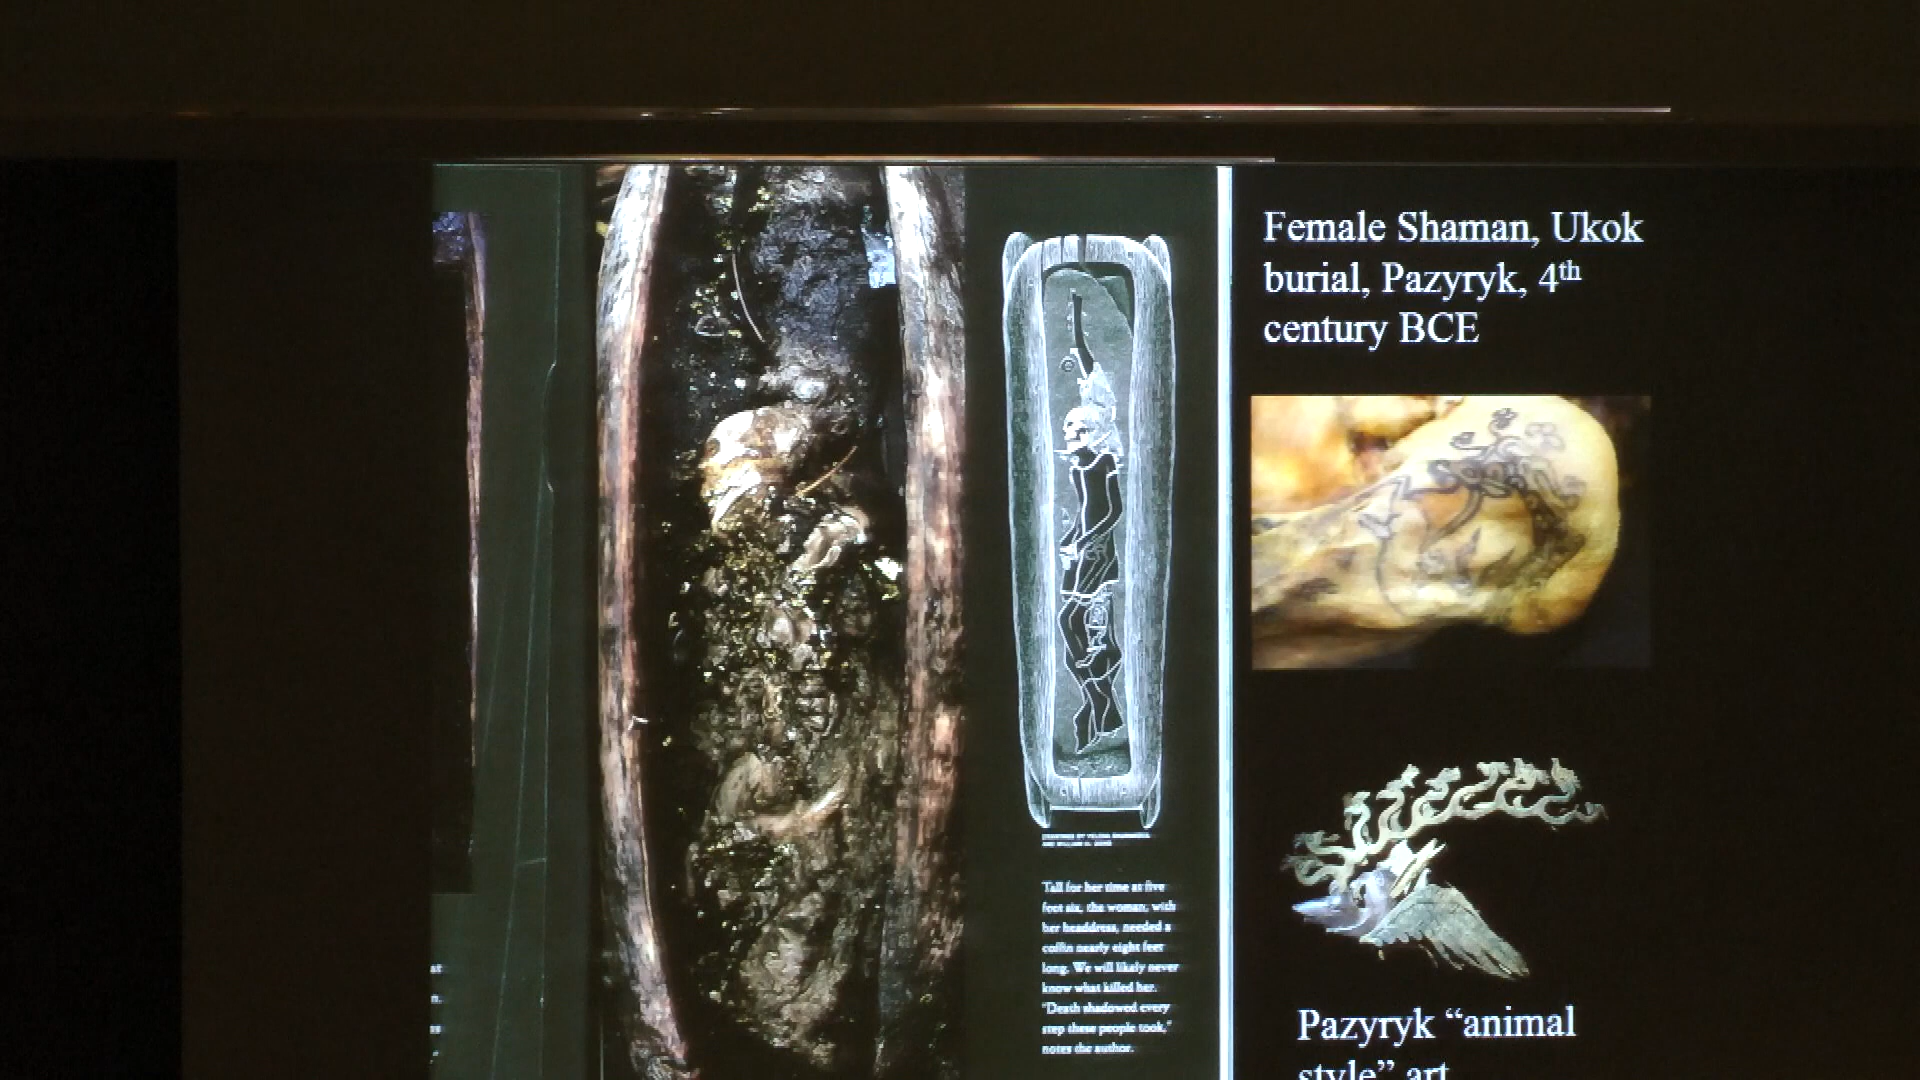 Female Shaman, Ukok
burial, Pazyryk, 4th
century BCE
Tall for her time at five
foot six, the woman, with
her headdress, needed a
coffin nearly eight feet
long. We will likely never
know what killed her.
"Death shadowed every
step these people took,"
notes the author.
Pazyryk “animal
style” art